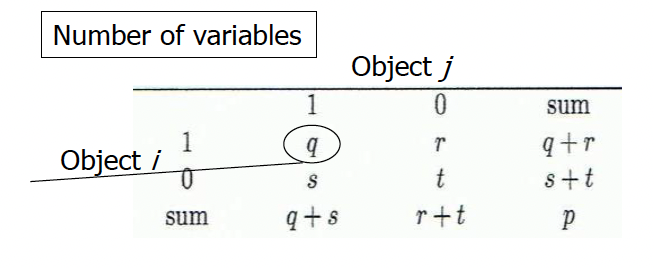 Number of variables
Object j
1 0 sum
1 q r q+r
Object i
0 s t s+t
sum q+s r+t p